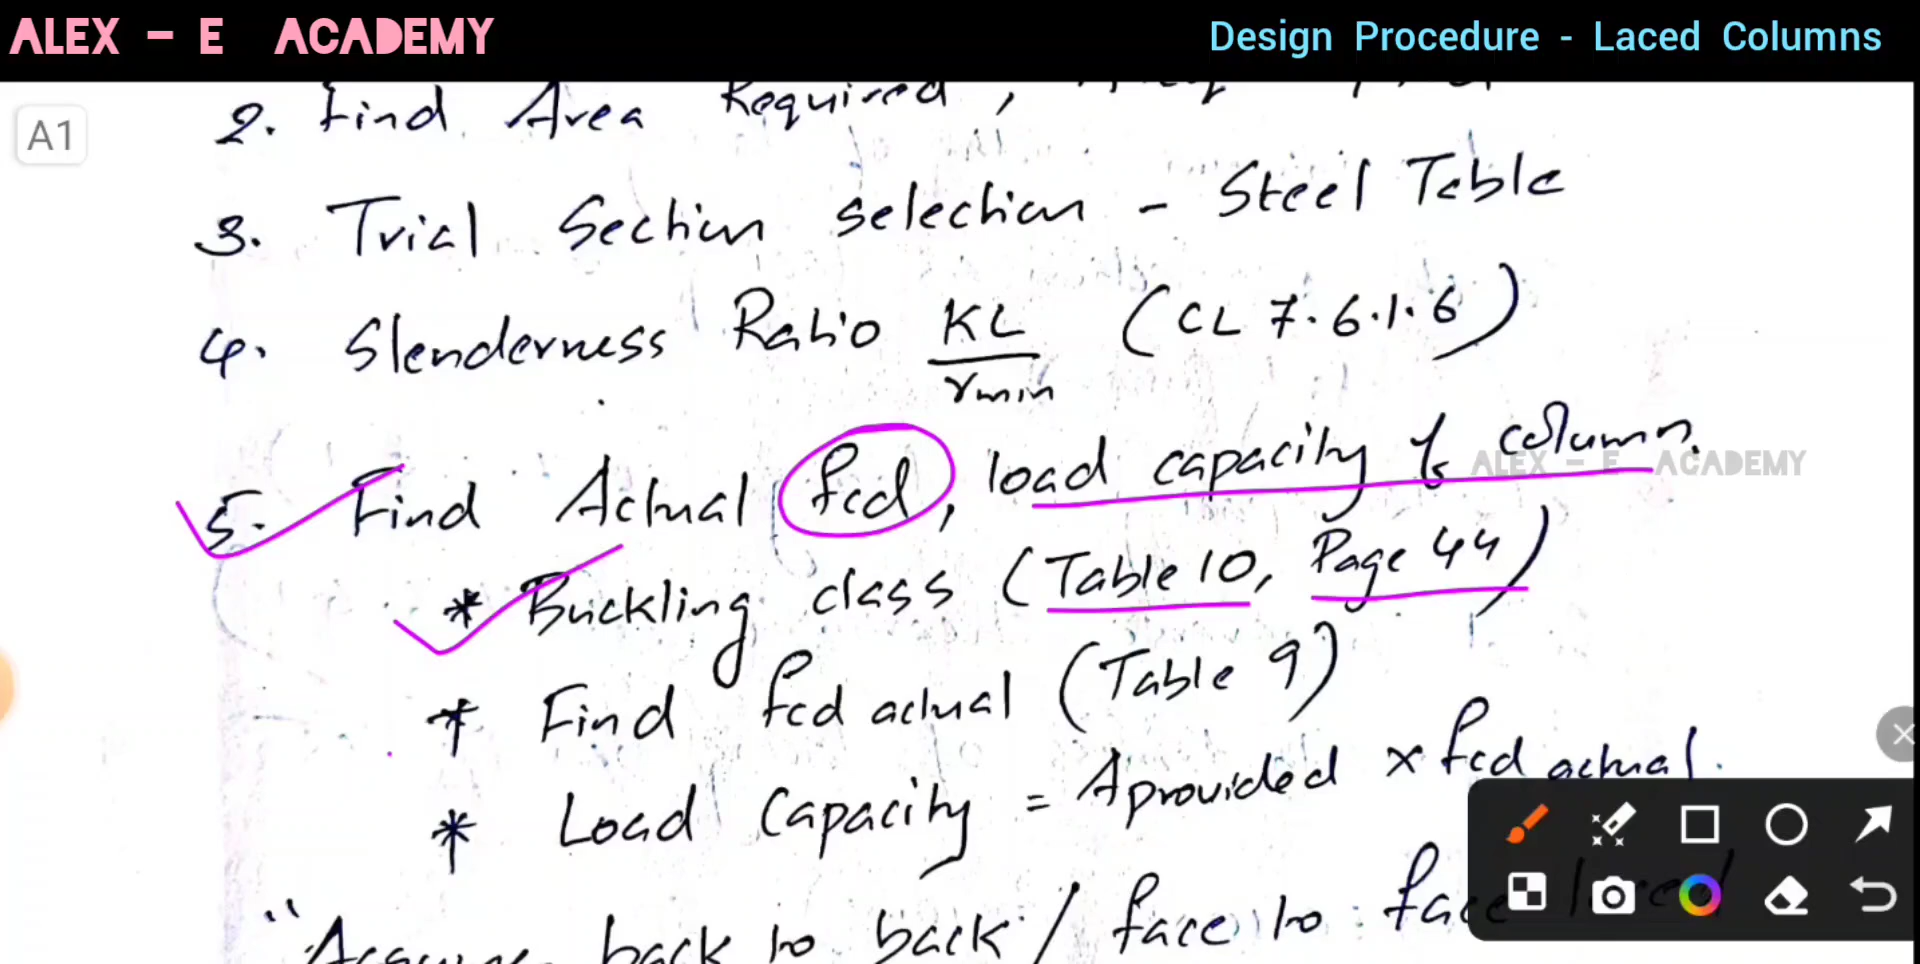 ALEX - E ACADEMY
Design Procedure - Laced Columns
A1
2. Find Area Required,
3. Trial Section selection - Steel Table
4. Slenderness Ratio KL/rmin (CL 7.6.1.6)
5. Find Actual fcd, load capacity of column.
ALEX - E ACADEMY
* Buckling class (Table 10, Page 44)
* Find fcd actual (Table 9)
* Load Capacity = Aprovided x fcd actual.
"Assume back to back / face to face laced